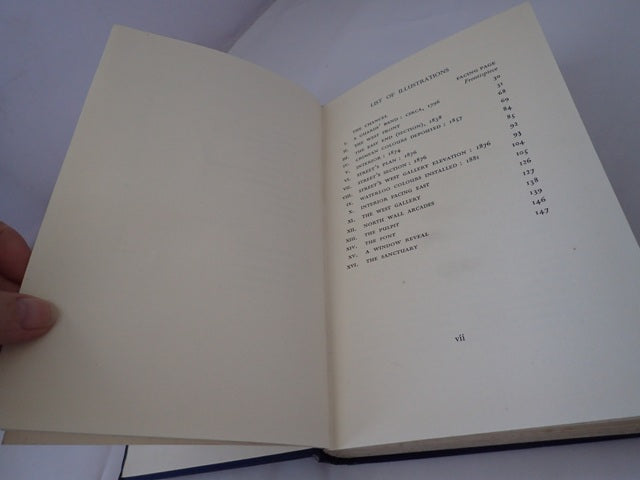 LIST OF ILLUSTRATIONS
FACING PAGE
THE CHANCEL Frontispiece
I. A GUARDS' BAND: CIRCA, 1796 30
II. THE WEST FRONT 31
III. THE EAST END (SECTION), 1838 68
IV. CRIMEAN COLOURS DEPOSITED: 1857 69
V. INTERIOR: 1874 84
VI. STREET'S PLAN: 1876 85
VII. STREET'S SECTION: 1876 92
VIII. STREET'S WEST GALLERY ELEVATION: 1876 93
IX. WATERLOO COLOURS INSTALLED: 1881 104
X. INTERIOR FACING EAST 105
XI. THE WEST GALLERY 126
XII. NORTH WALL ARCADES 127
XIII. THE PULPIT 138
XIV. THE FONT 139
XV. A WINDOW REVEAL 146
XVI. THE SANCTUARY 147
vii